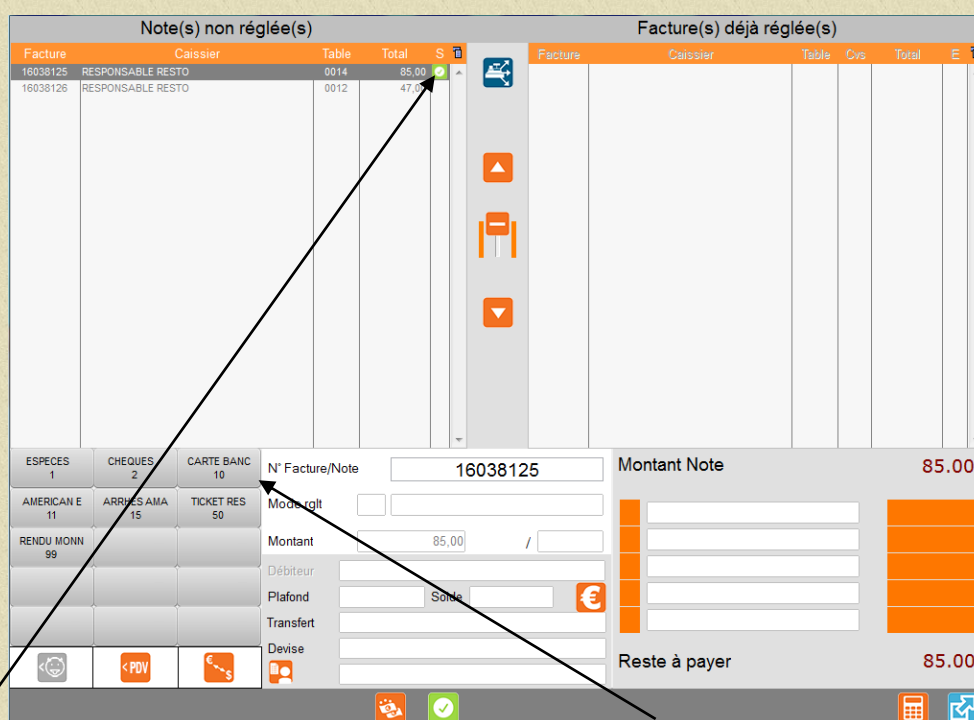 Note(s) non réglée(s)
Facture(s) déjà réglée(s)
Facture Caissier Table Total S
Facture Caissier Table Cvs Total E
16038125 RESPONSABLE RESTO 0014 85,00
16038126 RESPONSABLE RESTO 0012 47,00
ESPECES
1
CHEQUES
2
CARTE BANC
10
AMERICAN E
11
ARRHES AMA
15
TICKET RES
50
RENDU MONN
99
<PDV
€ $
N° Facture/Note 16038125
Mode rglt
Montant 85,00 /
Débiteur
Plafond Solde
€
Transfert
Devise
Montant Note 85.00
Reste à payer 85.00